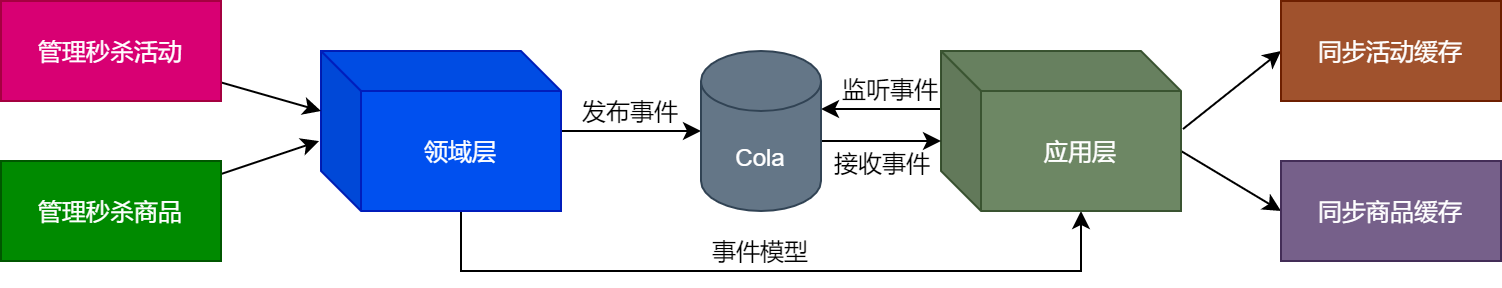 管理秒杀活动
管理秒杀商品
领域层
发布事件
Cola
监听事件
接收事件
应用层
事件模型
同步活动缓存
同步商品缓存